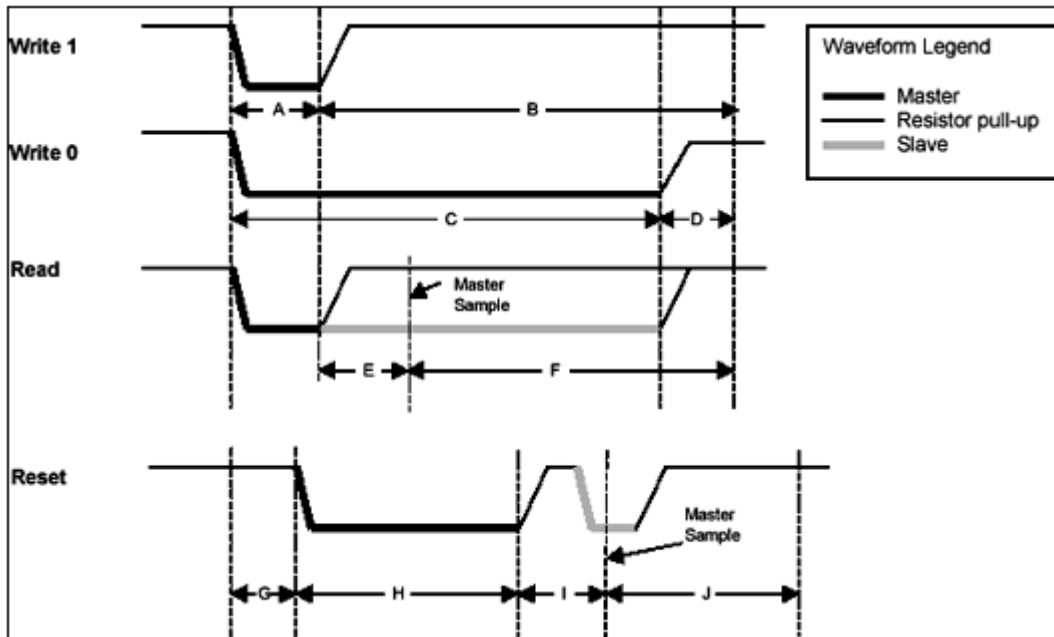 Write 1
A
B
Waveform Legend
Master
Resistor pull-up
Slave
Write 0
C
D
Read
Master
Sample
E
F
Reset
Master
Sample
G
H
I
J